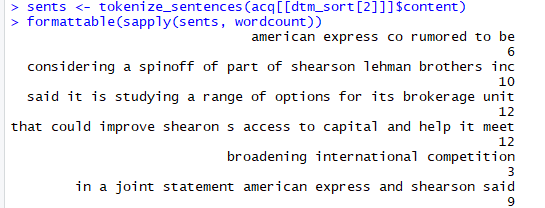 > sents <- tokenize_sentences(acq[[dtm_sort[2]]]$content)
> formattable(sapply(sents, wordcount))
american express co rumored to be
6
considering a spinoff of part of shearson lehman brothers inc
10
said it is studying a range of options for its brokerage unit
12
that could improve shearon s access to capital and help it meet
12
broadening international competition
3
in a joint statement american express and shearson said
9